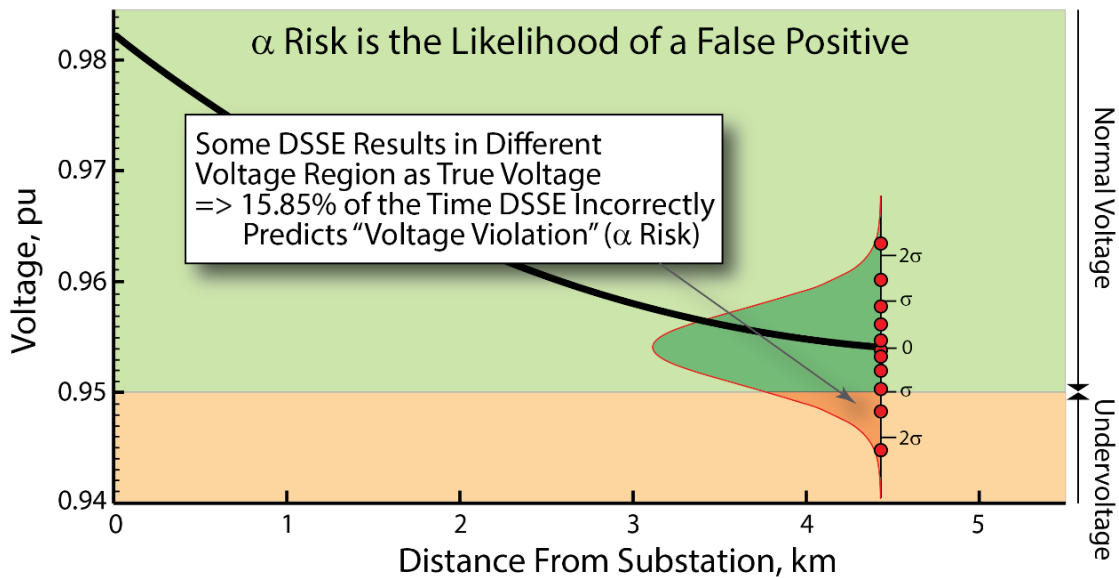 α Risk is the Likelihood of a False Positive
Some DSSE Results in Different
Voltage Region as True Voltage
=> 15.85% of the Time DSSE Incorrectly
Predicts “Voltage Violation” (α Risk)
Voltage, pu
0.98
0.97
0.96
0.95
0.94
2σ
σ
0
σ
2σ
Normal Voltage
Undervoltage
0
1
2
3
4
5
Distance From Substation, km